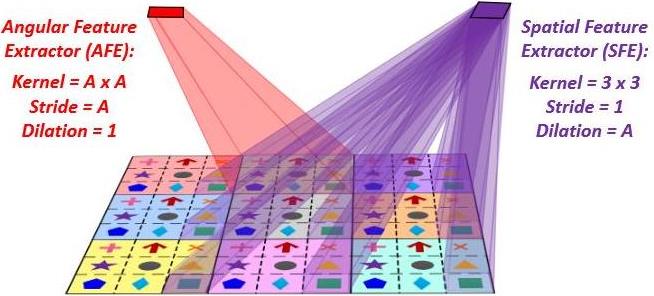 Angular Feature
Extractor (AFE):
Kernel = A x A
Stride = A
Dilation = 1
Spatial Feature
Extractor (SFE):
Kernel = 3 x 3
Stride = 1
Dilation = A